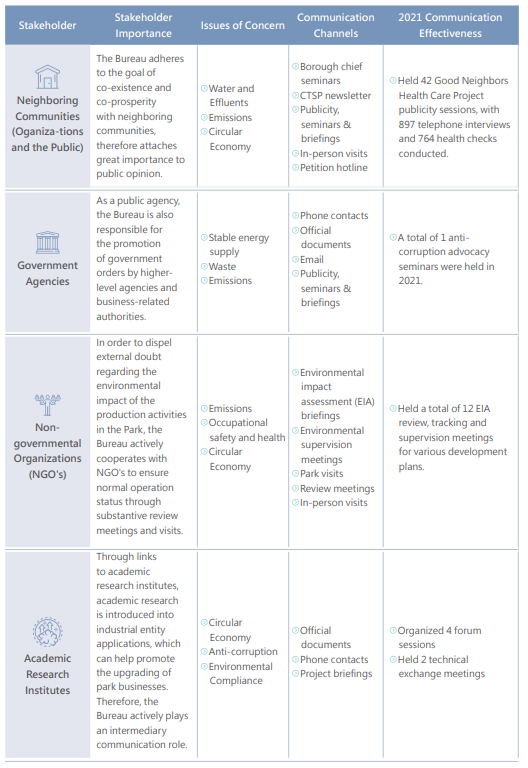 Stakeholder
Stakeholder
Importance
Issues of Concern
Communication
Channels
2021 Communication
Effectiveness
Neighboring
Communities
(Oganiza-tions
and the Public)
The Bureau adheres
to the goal of
co-existence and
co-prosperity
with neighboring
communities,
therefore attaches
great importance to
public opinion.
Water and
Effluents
Emissions
Circular
Economy
Borough chief
seminars
CTSP newsletter
Publicity,
seminars &
briefings
In-person visits
Petition hotline
Held 42 Good Neighbors
Health Care Project
publicity sessions, with
897 telephone interviews
and 764 health checks
conducted.
Government
Agencies
As a public agency,
the Bureau is also
responsible for
the promotion
of government
orders by higher-
level agencies and
business-related
authorities.
Stable energy
supply
Waste
Emissions
Phone contacts
Official
documents
Email
Publicity,
seminars &
briefings
A total of 1 anti-
corruption advocacy
seminars were held in
2021.
Non-
governmental
Organizations
(NGO's)
In order to dispel
external doubt
regarding the
environmental
impact of the
production activities
in the Park, the
Bureau actively
cooperates with
NGO's to ensure
normal operation
status through
substantive review
meetings and visits.
Emissions
Occupational
safety and health
Circular
Economy
Environmental
impact
assessment (EIA)
briefings
Environmental
supervision
meetings
Park visits
Review meetings
In-person visits
Held a total of 12 EIA
review, tracking and
supervision meetings
for various development
plans.
Academic
Research
Institutes
Through links
to academic
research institutes,
academic research
is introduced into
industrial entity
applications, which
can help promote
the upgrading of
park businesses.
Therefore, the
Bureau actively plays
an intermediary
communication role.
Circular
Economy
Anti-corruption
Environmental
Compliance
Official
documents
Phone contacts
Project briefings
Organized 4 forum
sessions
Held 2 technical
exchange meetings